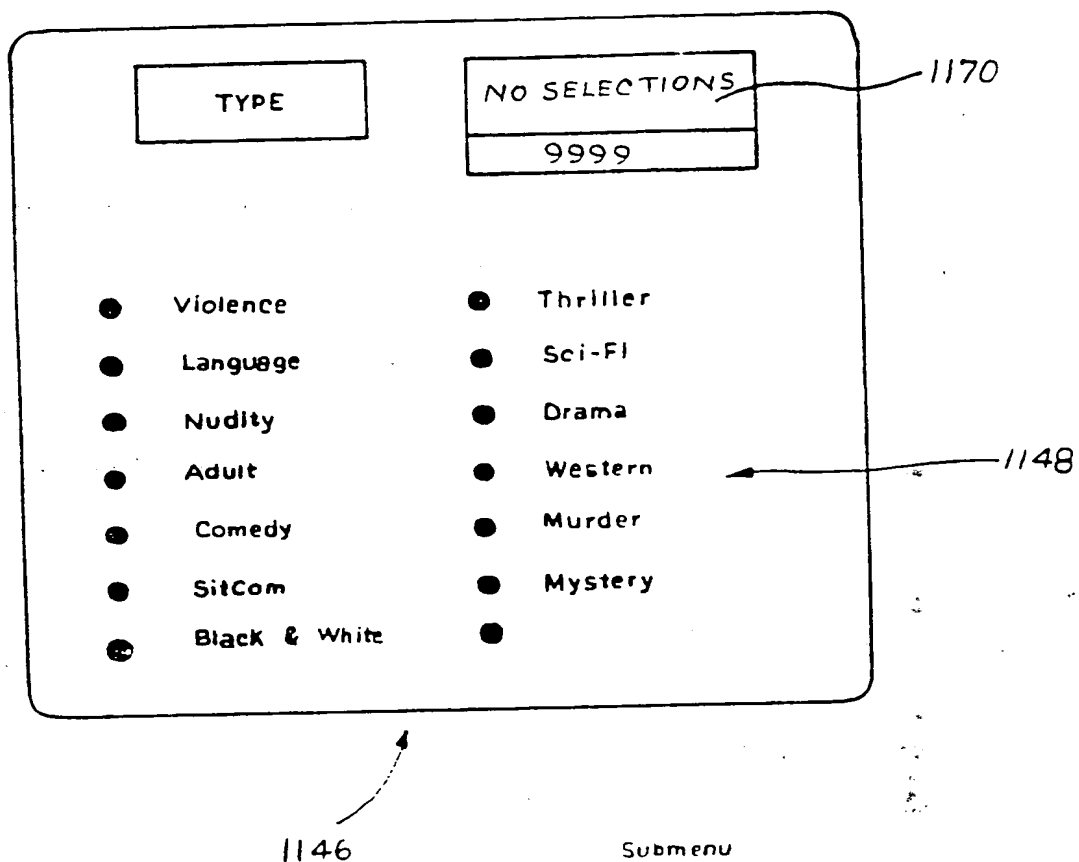 TYPE
NO SELECTIONS
9999
1170
Violence
Language
Nudity
Adult
Comedy
SitCom
Black & White
Thriller
Sci-Fi
Drama
Western
Murder
Mystery
1148
1146
Submenu